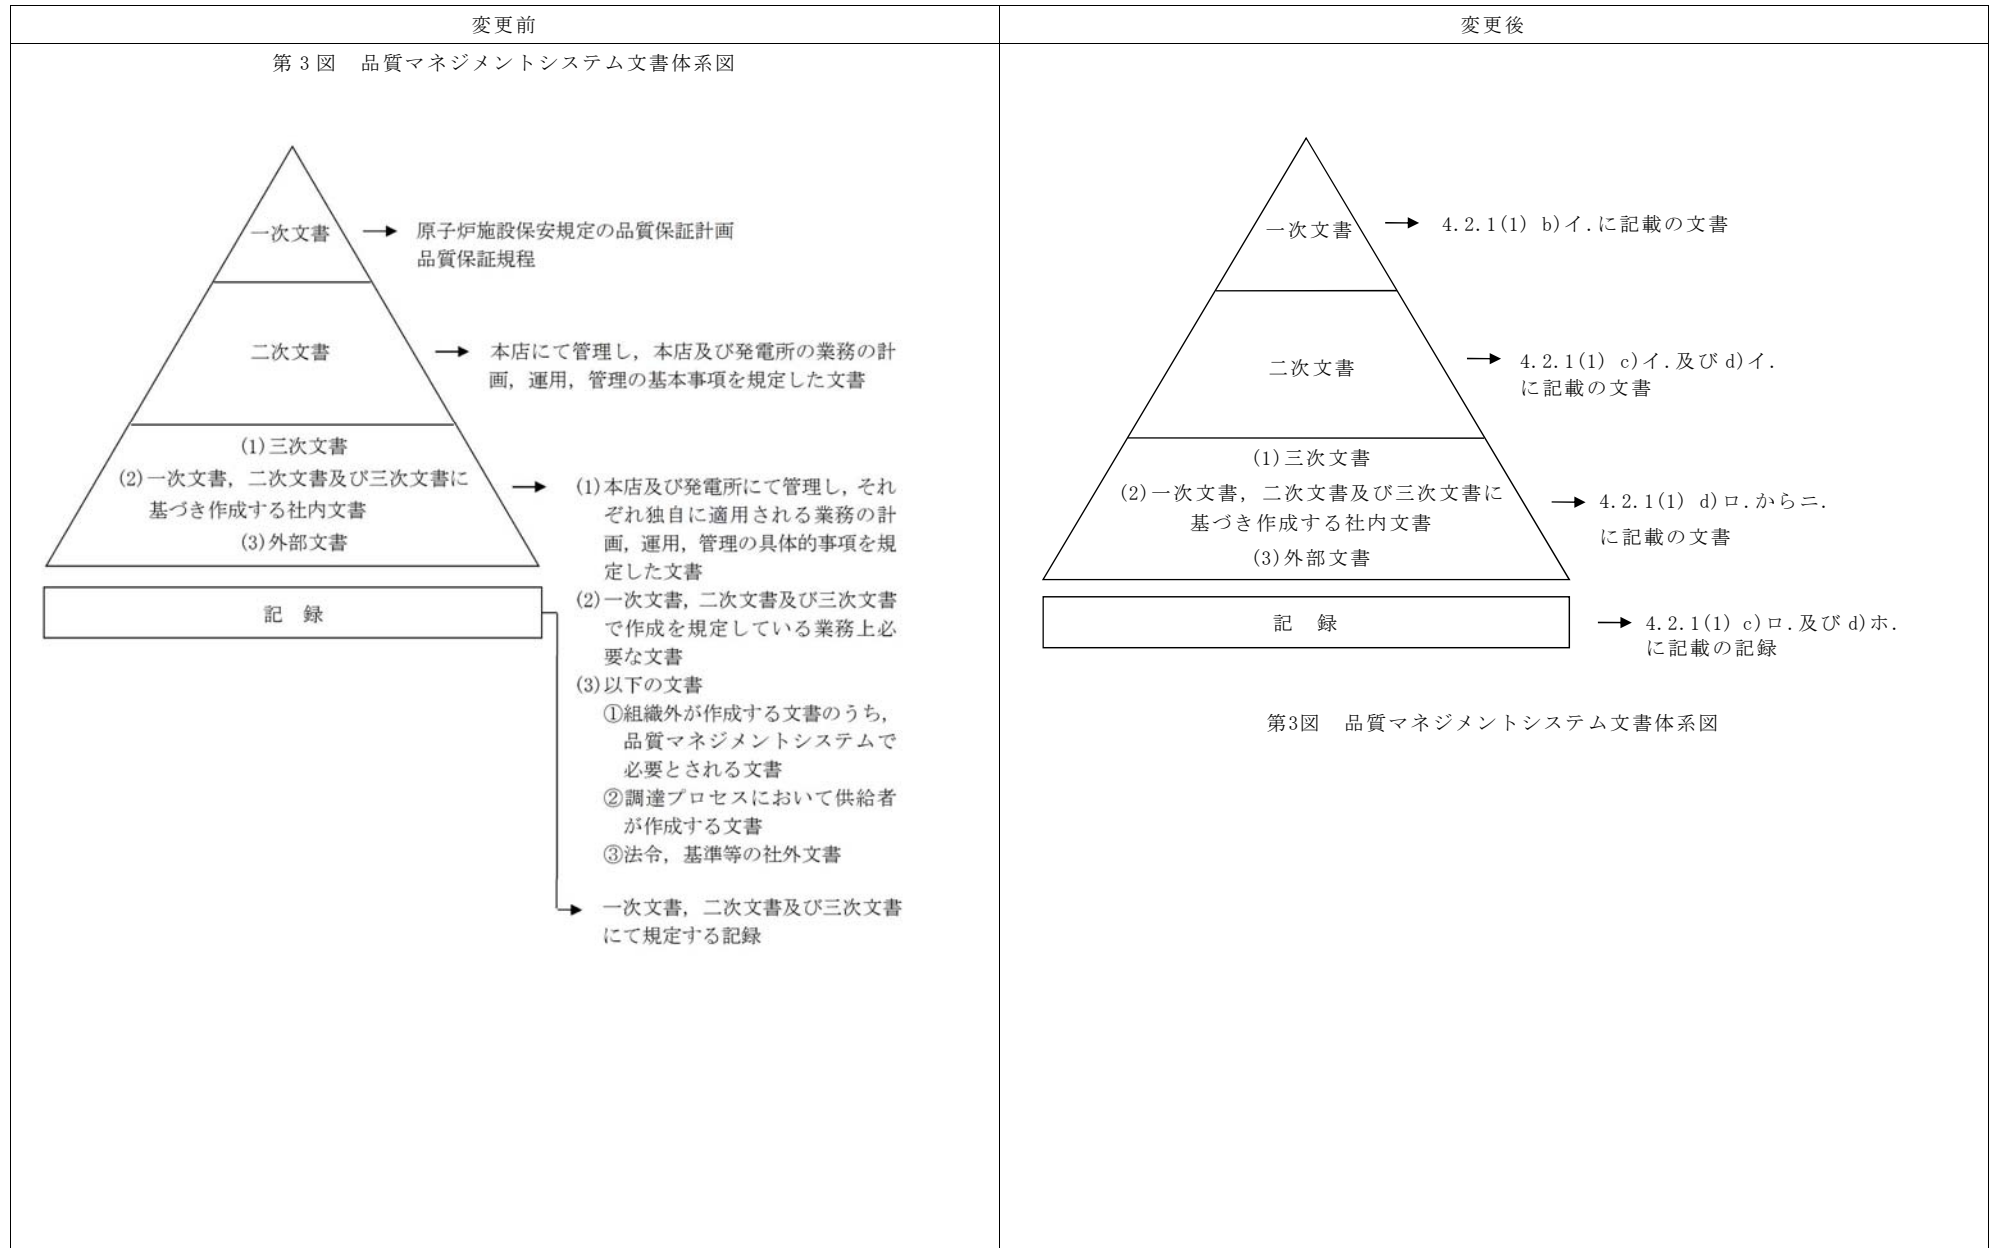 変更前
第3図 品質マネジメントシステム文書体系図
一次文書
原子炉施設保安規定の品質保証計画
品質保証規程
二次文書
本店にて管理し，本店及び発電所の業務の計
画，運用，管理の基本事項を規定した文書
(1)三次文書
(2)一次文書，二次文書及び三次文書に
基づき作成する社内文書
(3)外部文書
(1)本店及び発電所にて管理し，それ
ぞれ独自に適用される業務の計
画，運用，管理の具体的事項を規
定した文書
(2)一次文書，二次文書及び三次文書
で作成を規定している業務上必
要な文書
(3)以下の文書
①組織外が作成する文書のうち，
品質マネジメントシステムで
必要とされる文書
②調達プロセスにおいて供給者
が作成する文書
③法令，基準等の社外文書
記 録
一次文書，二次文書及び三次文書
にて規定する記録
変更後
一次文書
4.2.1(1) b)イ.に記載の文書
二次文書
4.2.1(1) c)イ.及びd)イ.
に記載の文書
(1)三次文書
(2)一次文書，二次文書及び三次文書に
基づき作成する社内文書
(3)外部文書
4.2.1(1) d)ロ.からニ.
に記載の文書
記 録
4.2.1(1) c)ロ.及びd)ホ.
に記載の記録
第3図 品質マネジメントシステム文書体系図